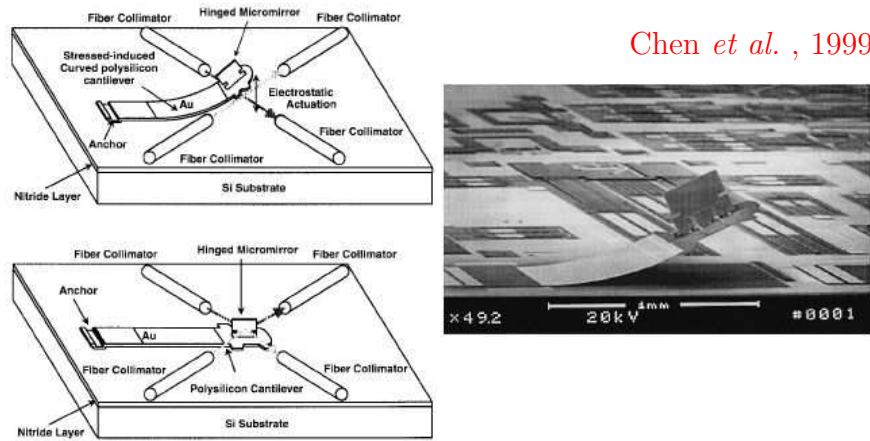 Hinged Micromirror
Fiber Collimator
Fiber Collimator
Stressed-induced
Curved polysilicon
cantilever
Au
Electrostatic
Actuation
Anchor
Fiber Collimator
Fiber Collimator
Nitride Layer
Si Substrate
Hinged Micromirror
Fiber Collimator
Fiber Collimator
Anchor
Au
Fiber Collimator
Fiber Collimator
Polysilicon Cantilever
Nitride Layer
Si Substrate
Chen et al. , 1999
×49.2
1mm
20kV
#0001